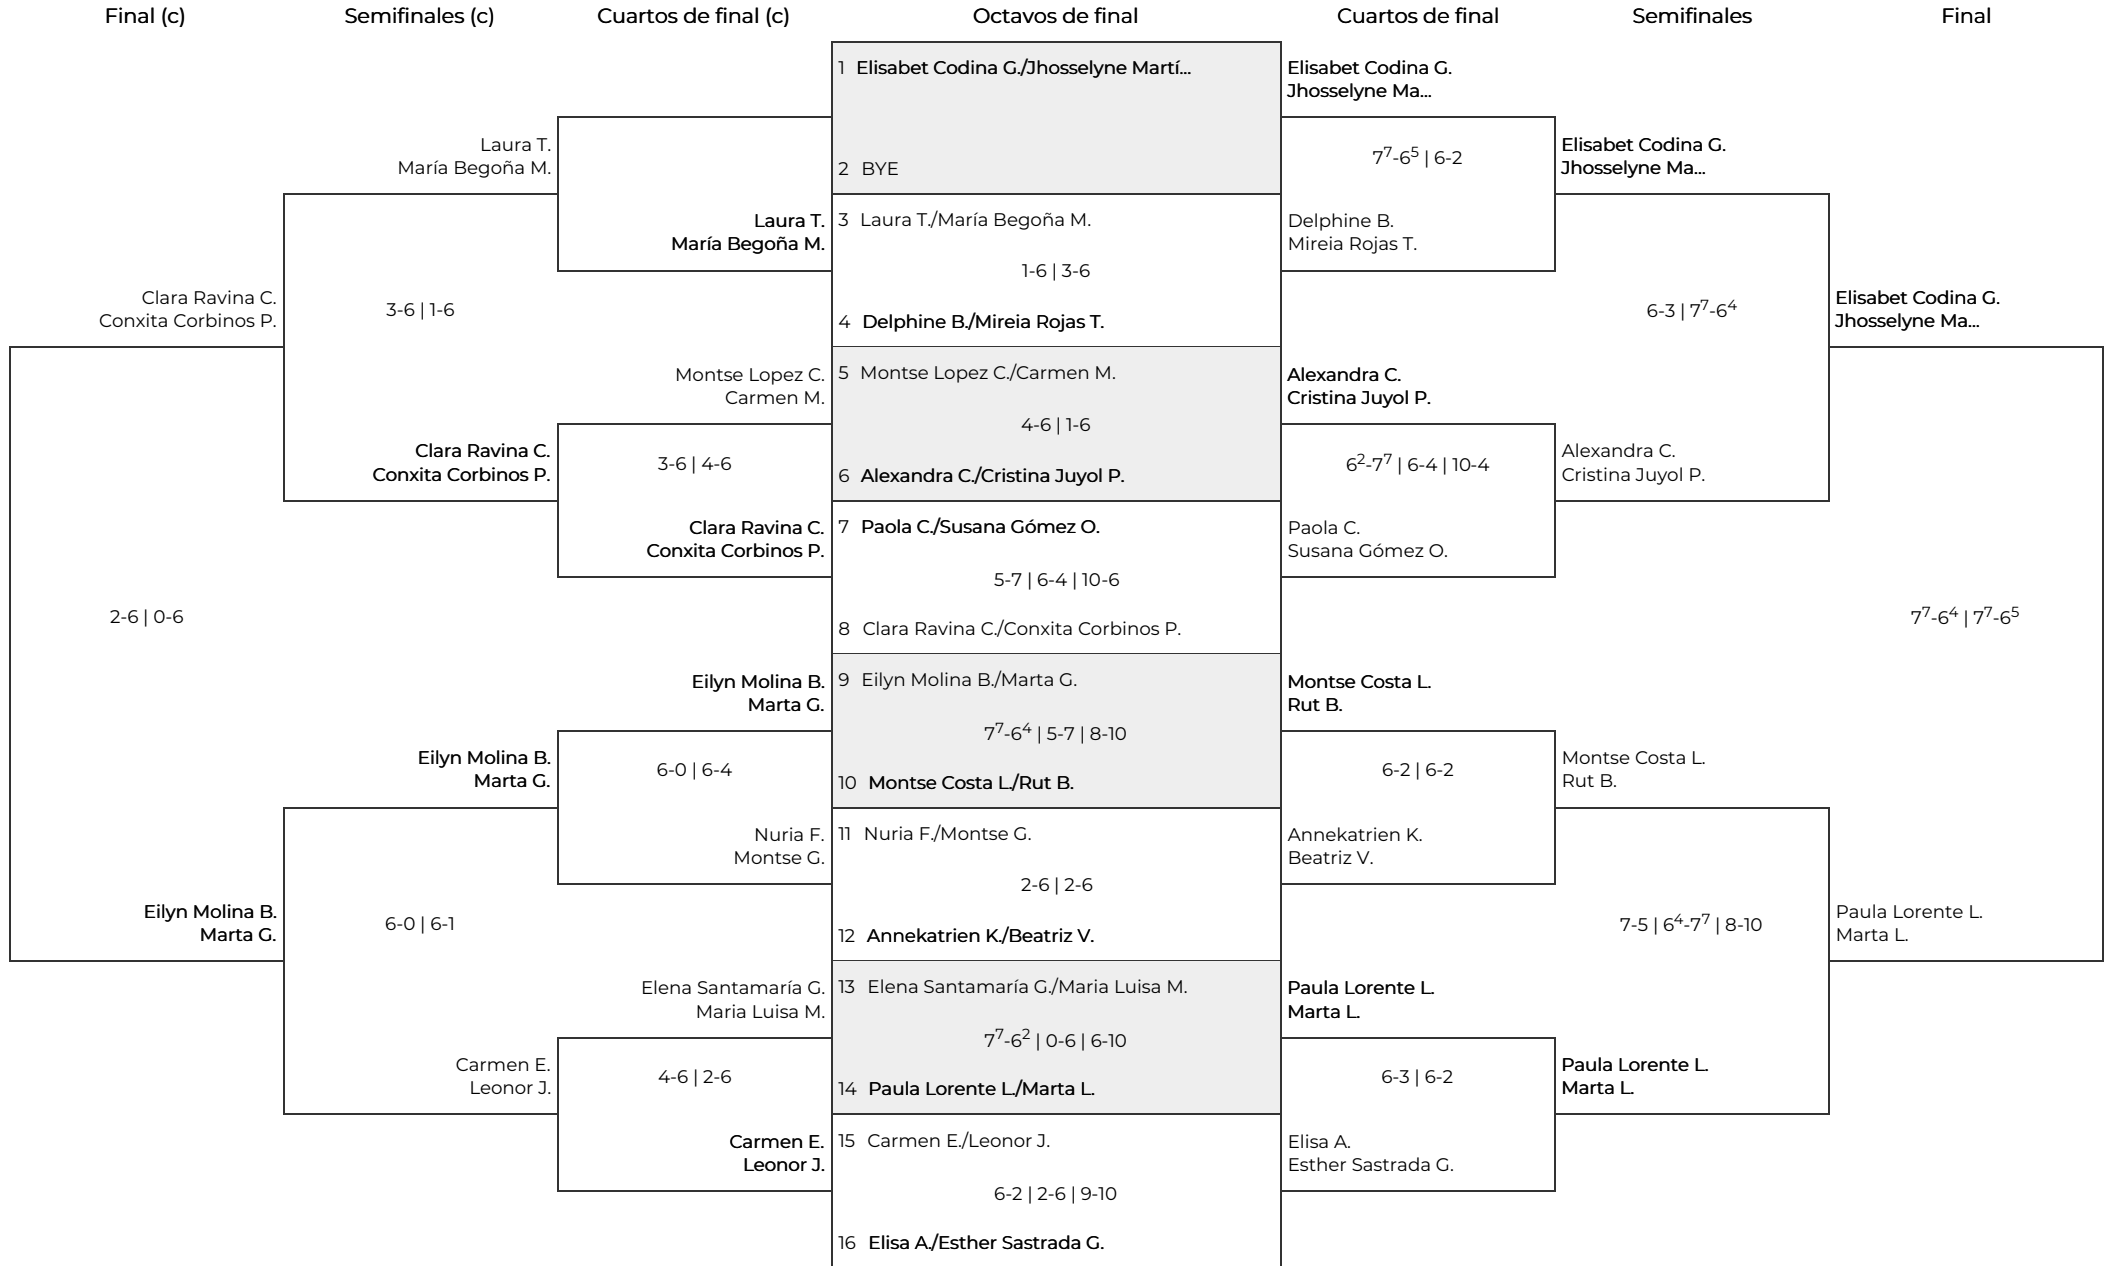 Final (c)
Semifinales (c)
Cuartos de final (c)
Octavos de final
Cuartos de final
Semifinales
Final
Clara Ravina C.
Conxita Corbinos P.
2-6 | 0-6
Eilyn Molina B.
Marta G.
Laura T.
María Begoña M.
3-6 | 1-6
Clara Ravina C.
Conxita Corbinos P.
Eilyn Molina B.
Marta G.
6-0 | 6-1
Carmen E.
Leonor J.
Laura T.
María Begoña M.
Montse Lopez C.
Carmen M.
3-6 | 4-6
Clara Ravina C.
Conxita Corbinos P.
Eilyn Molina B.
Marta G.
6-0 | 6-4
Nuria F.
Montse G.
Elena Santamaría G.
Maria Luisa M.
4-6 | 2-6
Carmen E.
Leonor J.
1 Elisabet Codina G./Jhosselyne Martí...
2 BYE
3 Laura T./María Begoña M.
1-6 | 3-6
4 Delphine B./Mireia Rojas T.
5 Montse Lopez C./Carmen M.
4-6 | 1-6
6 Alexandra C./Cristina Juyol P.
7 Paola C./Susana Gómez O.
5-7 | 6-4 | 10-6
8 Clara Ravina C./Conxita Corbinos P.
9 Eilyn Molina B./Marta G.
7⁷-6⁴ | 5-7 | 8-10
10 Montse Costa L./Rut B.
11 Nuria F./Montse G.
2-6 | 2-6
12 Annekatrien K./Beatriz V.
13 Elena Santamaría G./Maria Luisa M.
7⁷-6² | 0-6 | 6-10
14 Paula Lorente L./Marta L.
15 Carmen E./Leonor J.
6-2 | 2-6 | 9-10
16 Elisa A./Esther Sastrada G.
Elisabet Codina G.
Jhosselyne Ma...
7⁷-6⁵ | 6-2
Delphine B.
Mireia Rojas T.
Alexandra C.
Cristina Juyol P.
6²-7⁷ | 6-4 | 10-4
Paola C.
Susana Gómez O.
Montse Costa L.
Rut B.
6-2 | 6-2
Annekatrien K.
Beatriz V.
Paula Lorente L.
Marta L.
6-3 | 6-2
Elisa A.
Esther Sastrada G.
Elisabet Codina G.
Jhosselyne Ma...
6-3 | 7⁷-6⁴
Alexandra C.
Cristina Juyol P.
Montse Costa L.
Rut B.
7-5 | 6⁴-7⁷ | 8-10
Paula Lorente L.
Marta L.
Elisabet Codina G.
Jhosselyne Ma...
7⁷-6⁴ | 7⁷-6⁵
Paula Lorente L.
Marta L.